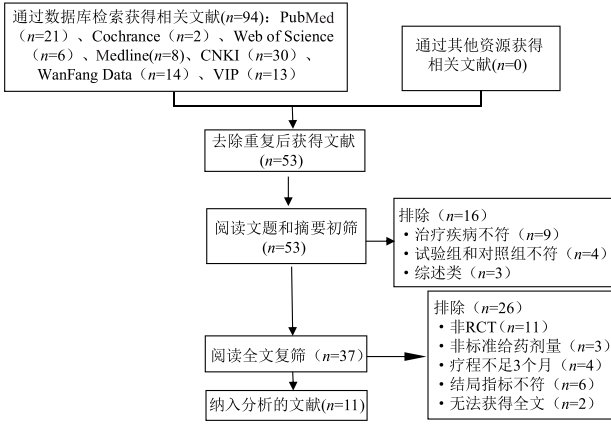 通过数据库检索获得相关文献(n=94)：PubMed
（n=21）、Cochrance（n=2）、Web of Science
（n=6）、Medline(n=8)、CNKI（n=30）、
WanFang Data（n=14）、VIP（n=13）
通过其他资源获得
相关文献(n=0)
去除重复后获得文献
(n=53)
阅读文题和摘要初筛
(n=53)
排除（n=16）
·治疗疾病不符（n=9）
·试验组和对照组不符（n=4）
·综述类（n=3）
阅读全文复筛（n=37）
排除（n=26）
·非RCT(n=11）
·非标准给药剂量（n=3）
·疗程不足3个月（n=4）
·结局指标不符（n=6）
·无法获得全文（n=2）
纳入分析的文献(n=11)